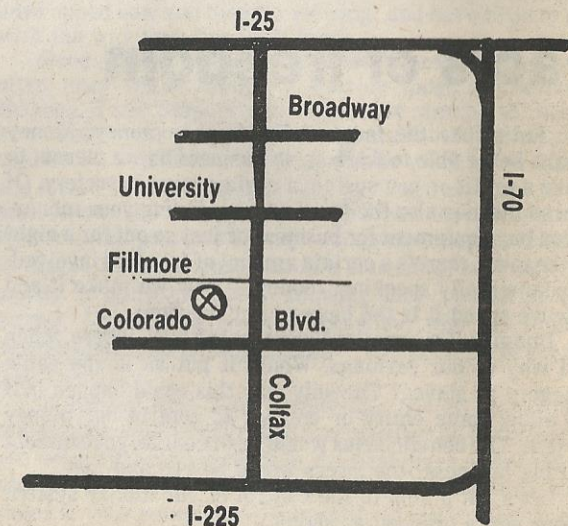 I-25
Broadway
I-70
University
Fillmore
Colorado Blvd.
Colfax
I-225